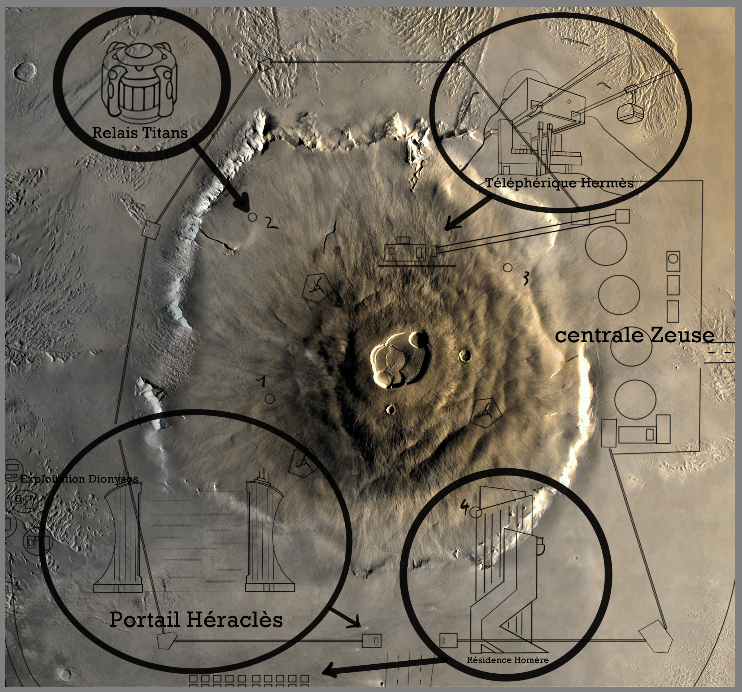 Relais Titans
Téléphérique Hermès
2
3
centrale Zeuse
1
Exploitation Dionysos
4
Portail Héraclès
Résidence Homère